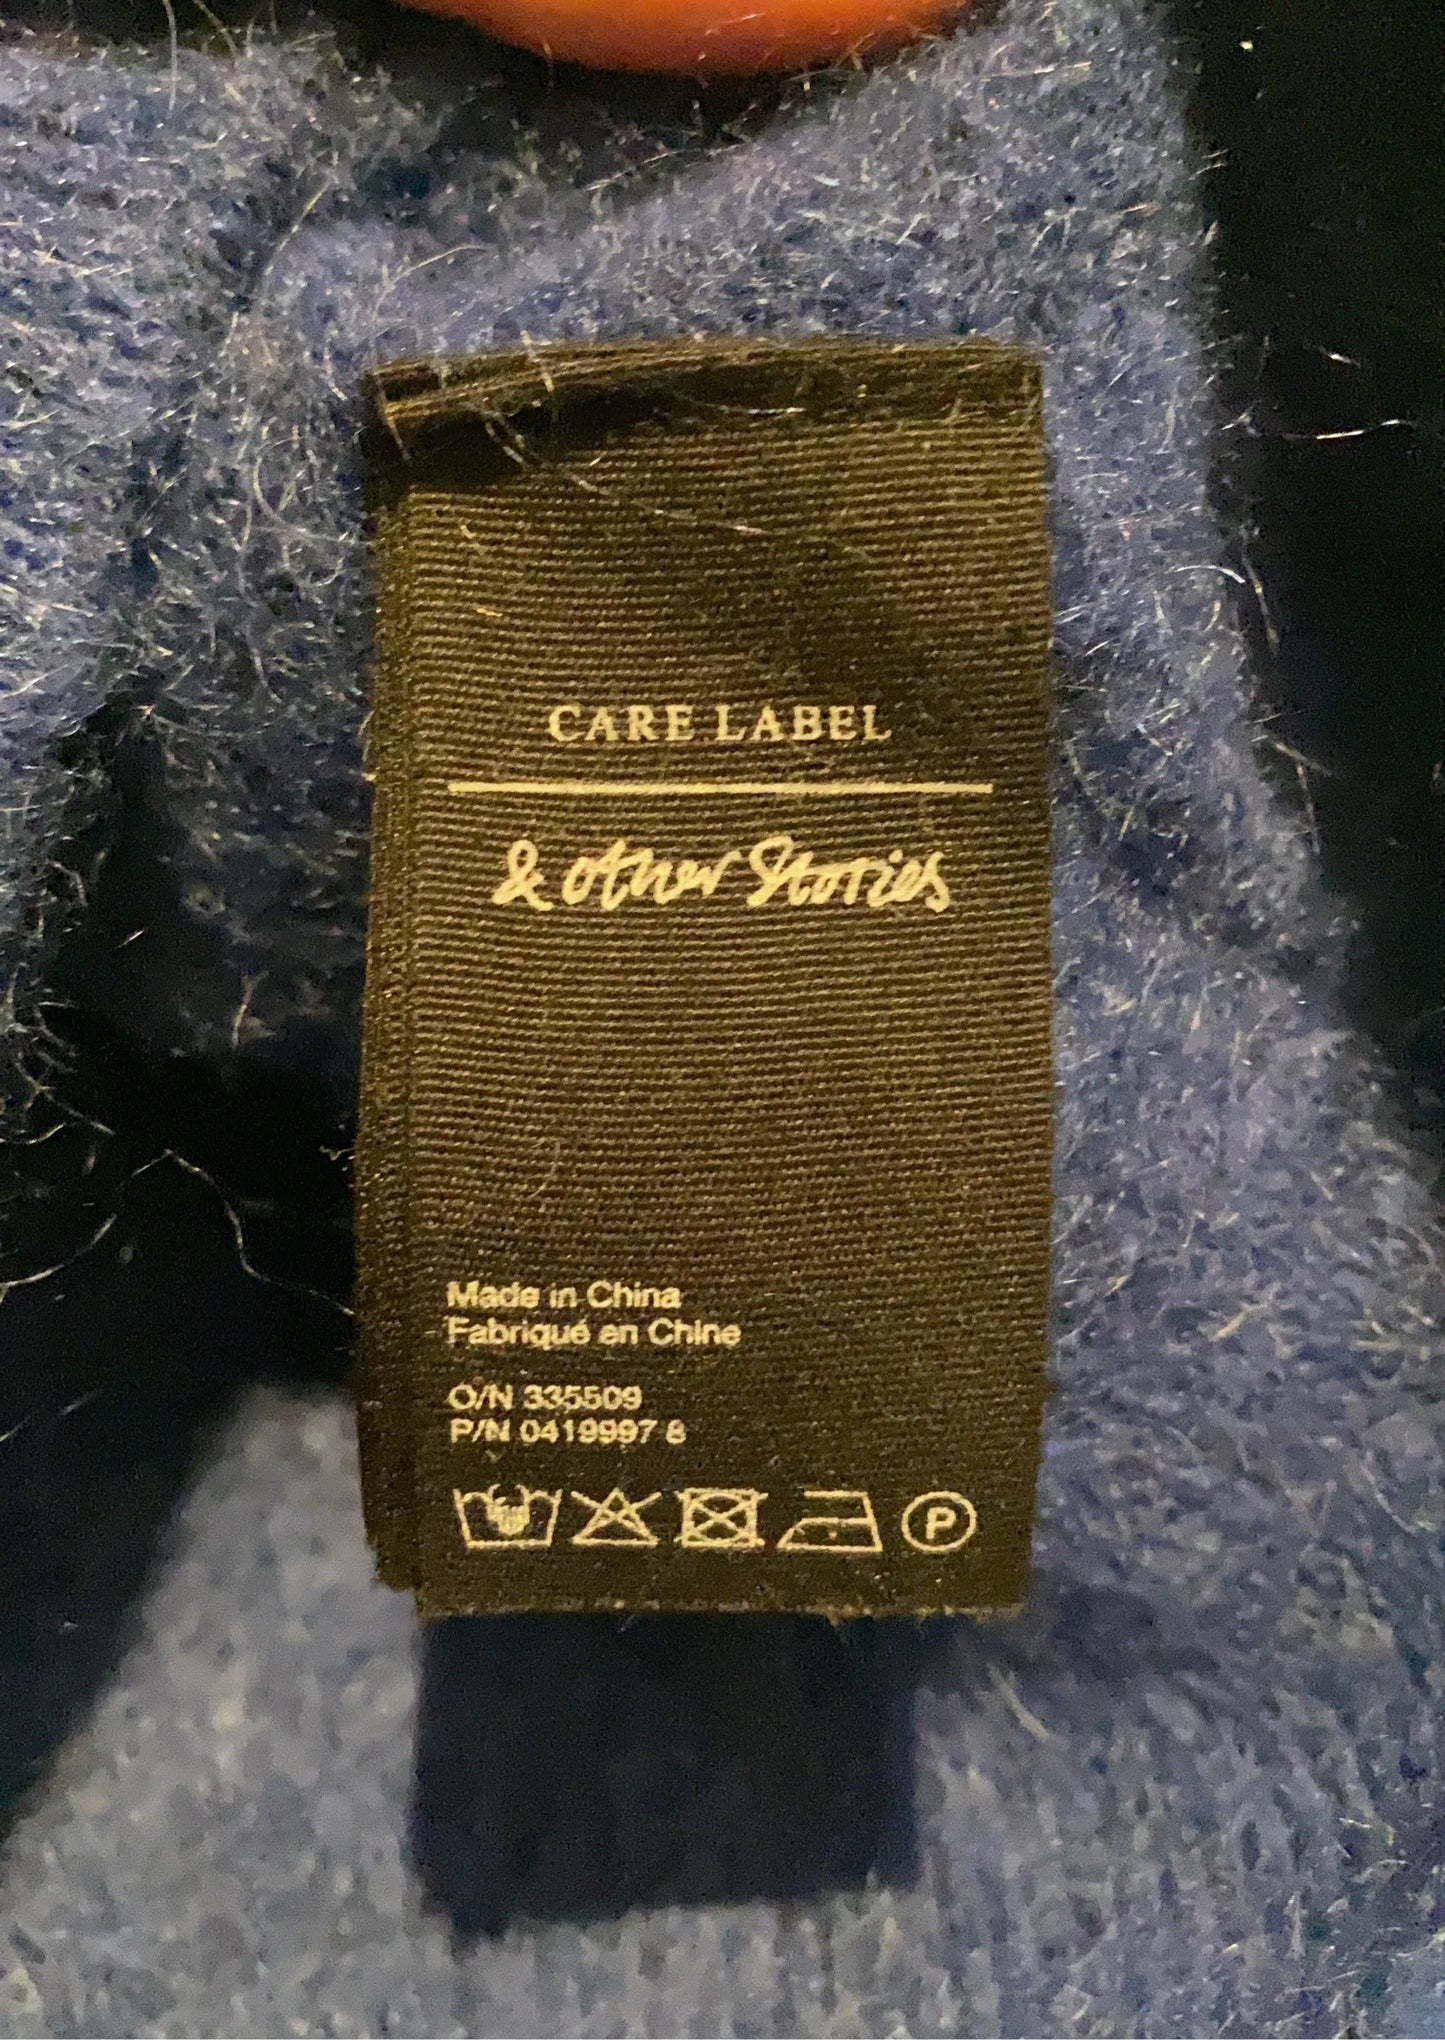 CARE LABEL
& other Stories
Made in China
Fabriqué en Chine
O/N 335509
P/N 0419997 8
P